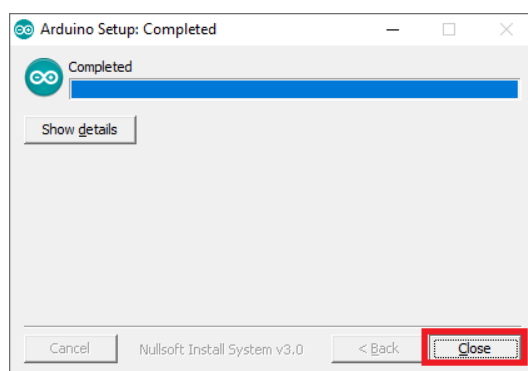 Arduino Setup: Completed
Completed
Show details
Cancel Nullsoft Install System v3.0 < Back Close